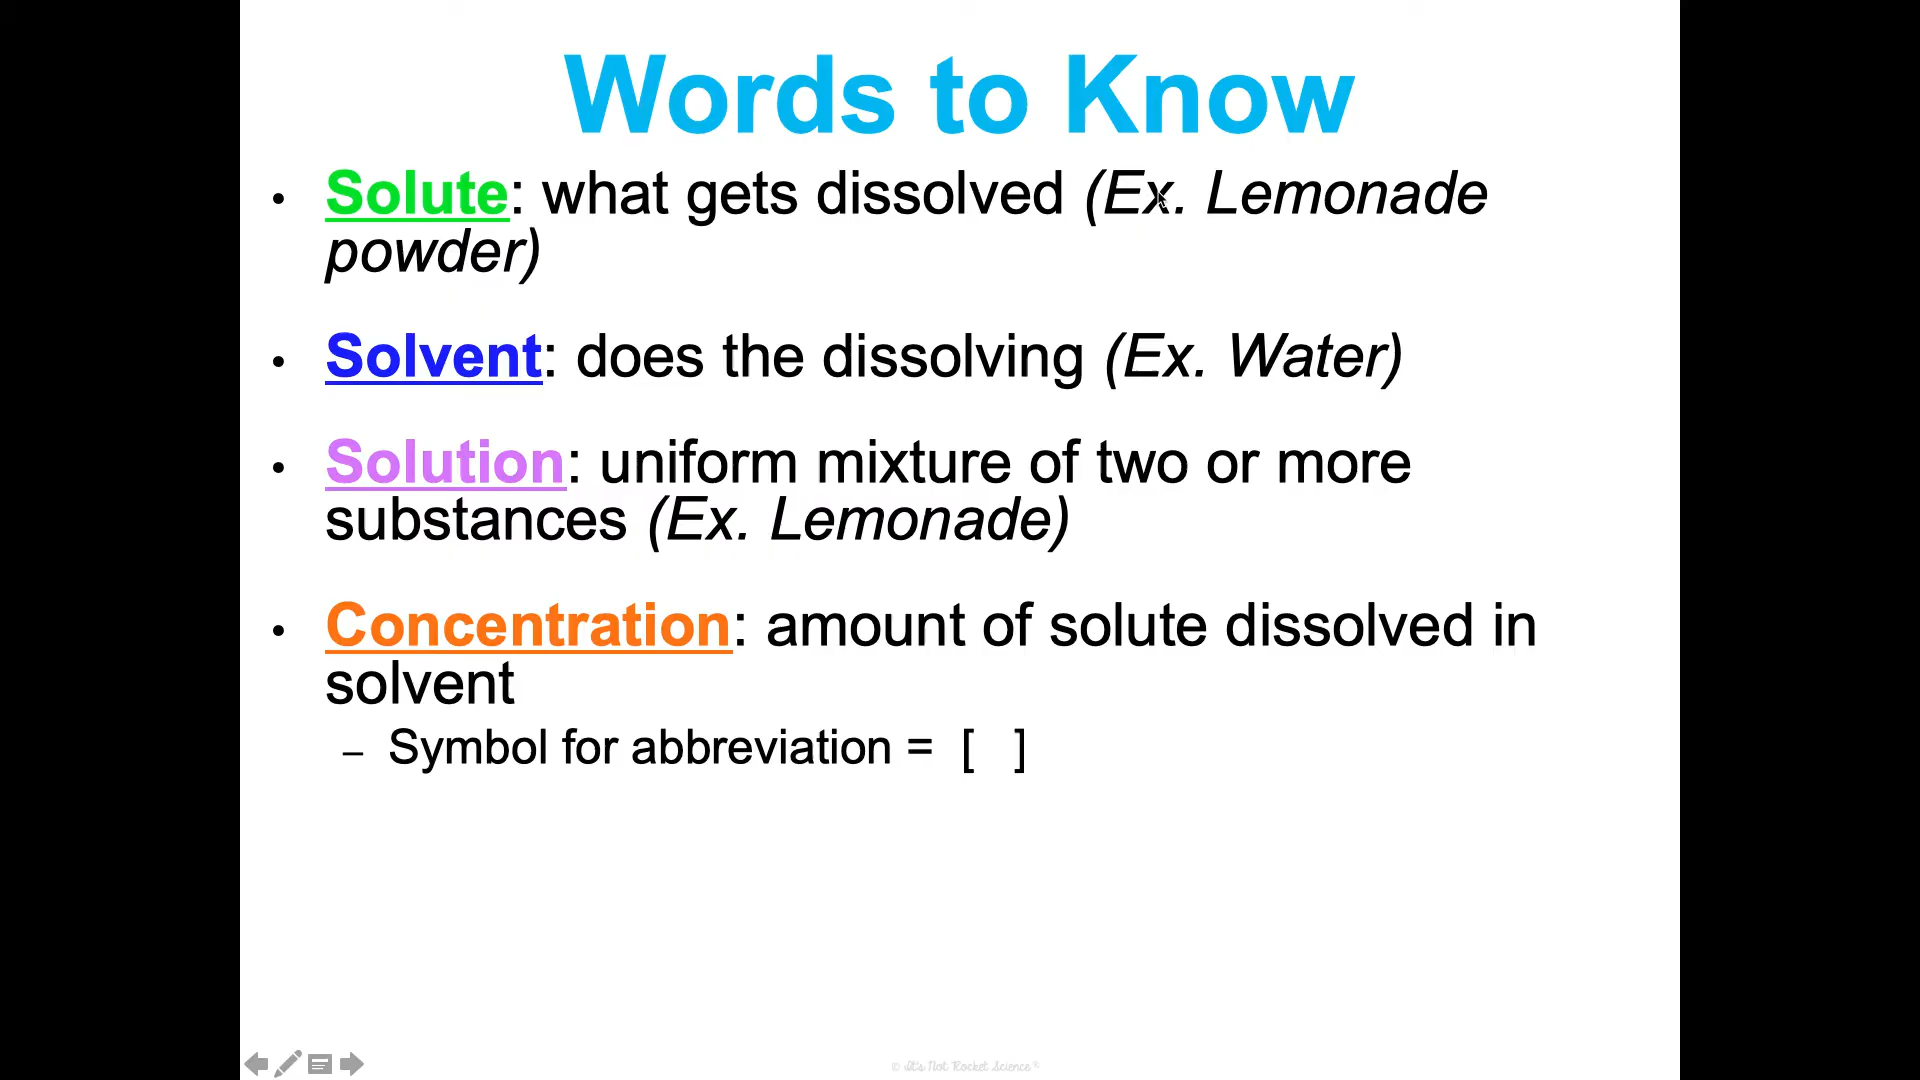 Words to Know
• Solute: what gets dissolved (Ex. Lemonade
powder)
• Solvent: does the dissolving (Ex. Water)
• Solution: uniform mixture of two or more
substances (Ex. Lemonade)
• Concentration: amount of solute dissolved in
solvent
– Symbol for abbreviation = [ ]
© It's Not Rocket Science®